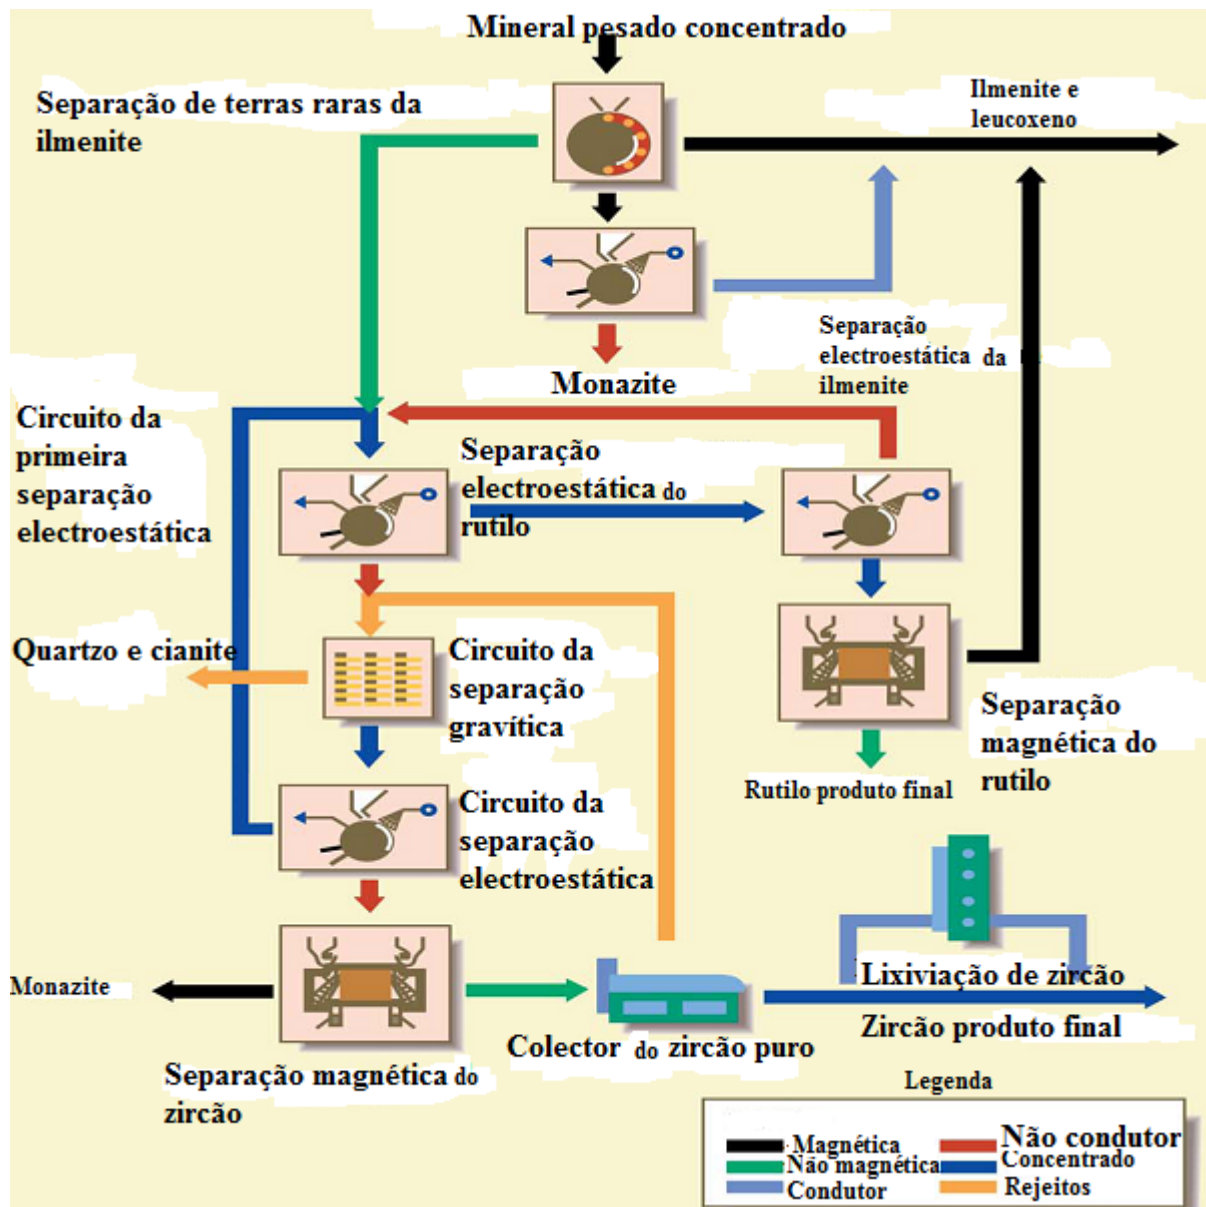 Mineral pesado concentrado
Separação de terras raras da
ilmenite
Ilmenite e
leucoxeno
Separação
electroestática da
ilmenite
Monazite
Circuito da
primeira
separação
electroestática
Separação
electroestática do
rutilo
Quartzo e cianite
Circuito da
separação
gravítica
Separação
magnética do
rutilo
Rutilo produto final
Circuito da
separação
electroestática
Monazite
Lixiviação de zircão
Zircão produto final
Colector do zircão puro
Separação magnética do
zircão
Legenda
Magnética
Não magnética
Condutor
Não condutor
Concentrado
Rejeitos